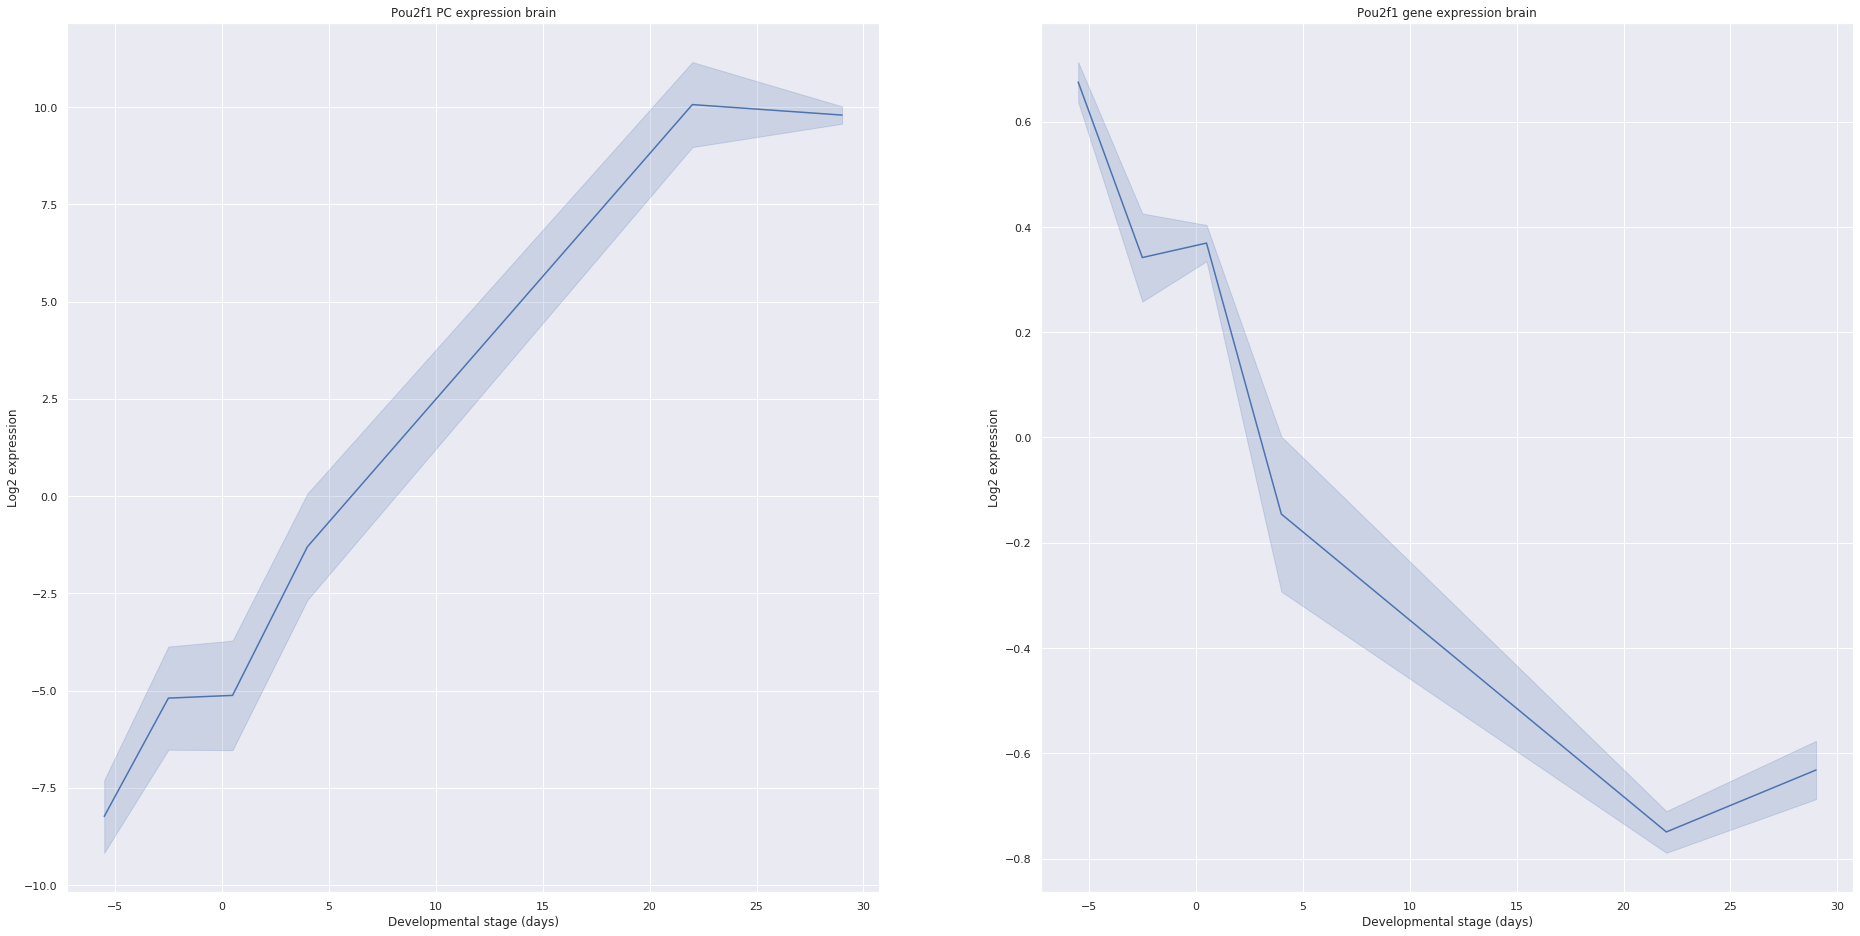 Pou2f1 PC expression brain
Log2 expression
10.0
7.5
5.0
2.5
0.0
−2.5
−5.0
−7.5
−10.0
−5 0 5 10 15 20 25 30
Developmental stage (days)
Pou2f1 gene expression brain
Log2 expression
0.6
0.4
0.2
0.0
−0.2
−0.4
−0.6
−0.8
−5 0 5 10 15 20 25 30
Developmental stage (days)